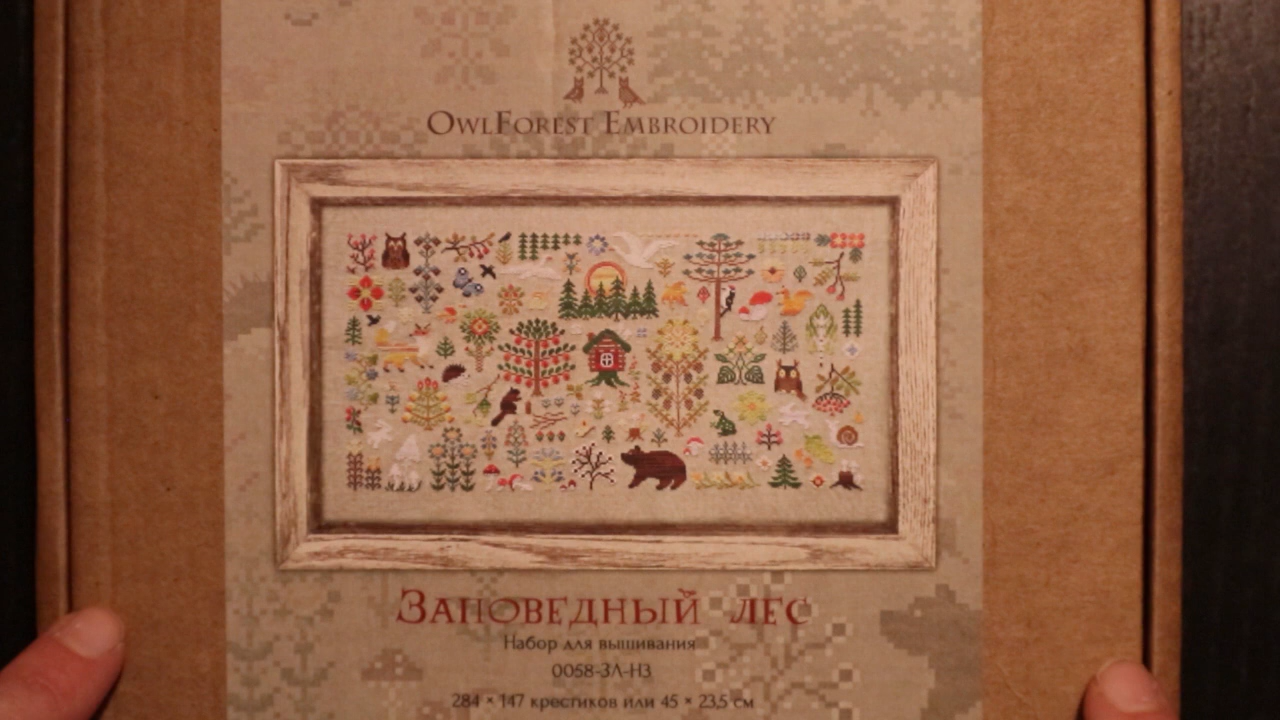 OwlForest Embroidery
Заповедный лес
Набор для вышивания
0058-ЗЛ-НЗ
284 × 147 крестиков или 45 × 23,5 см